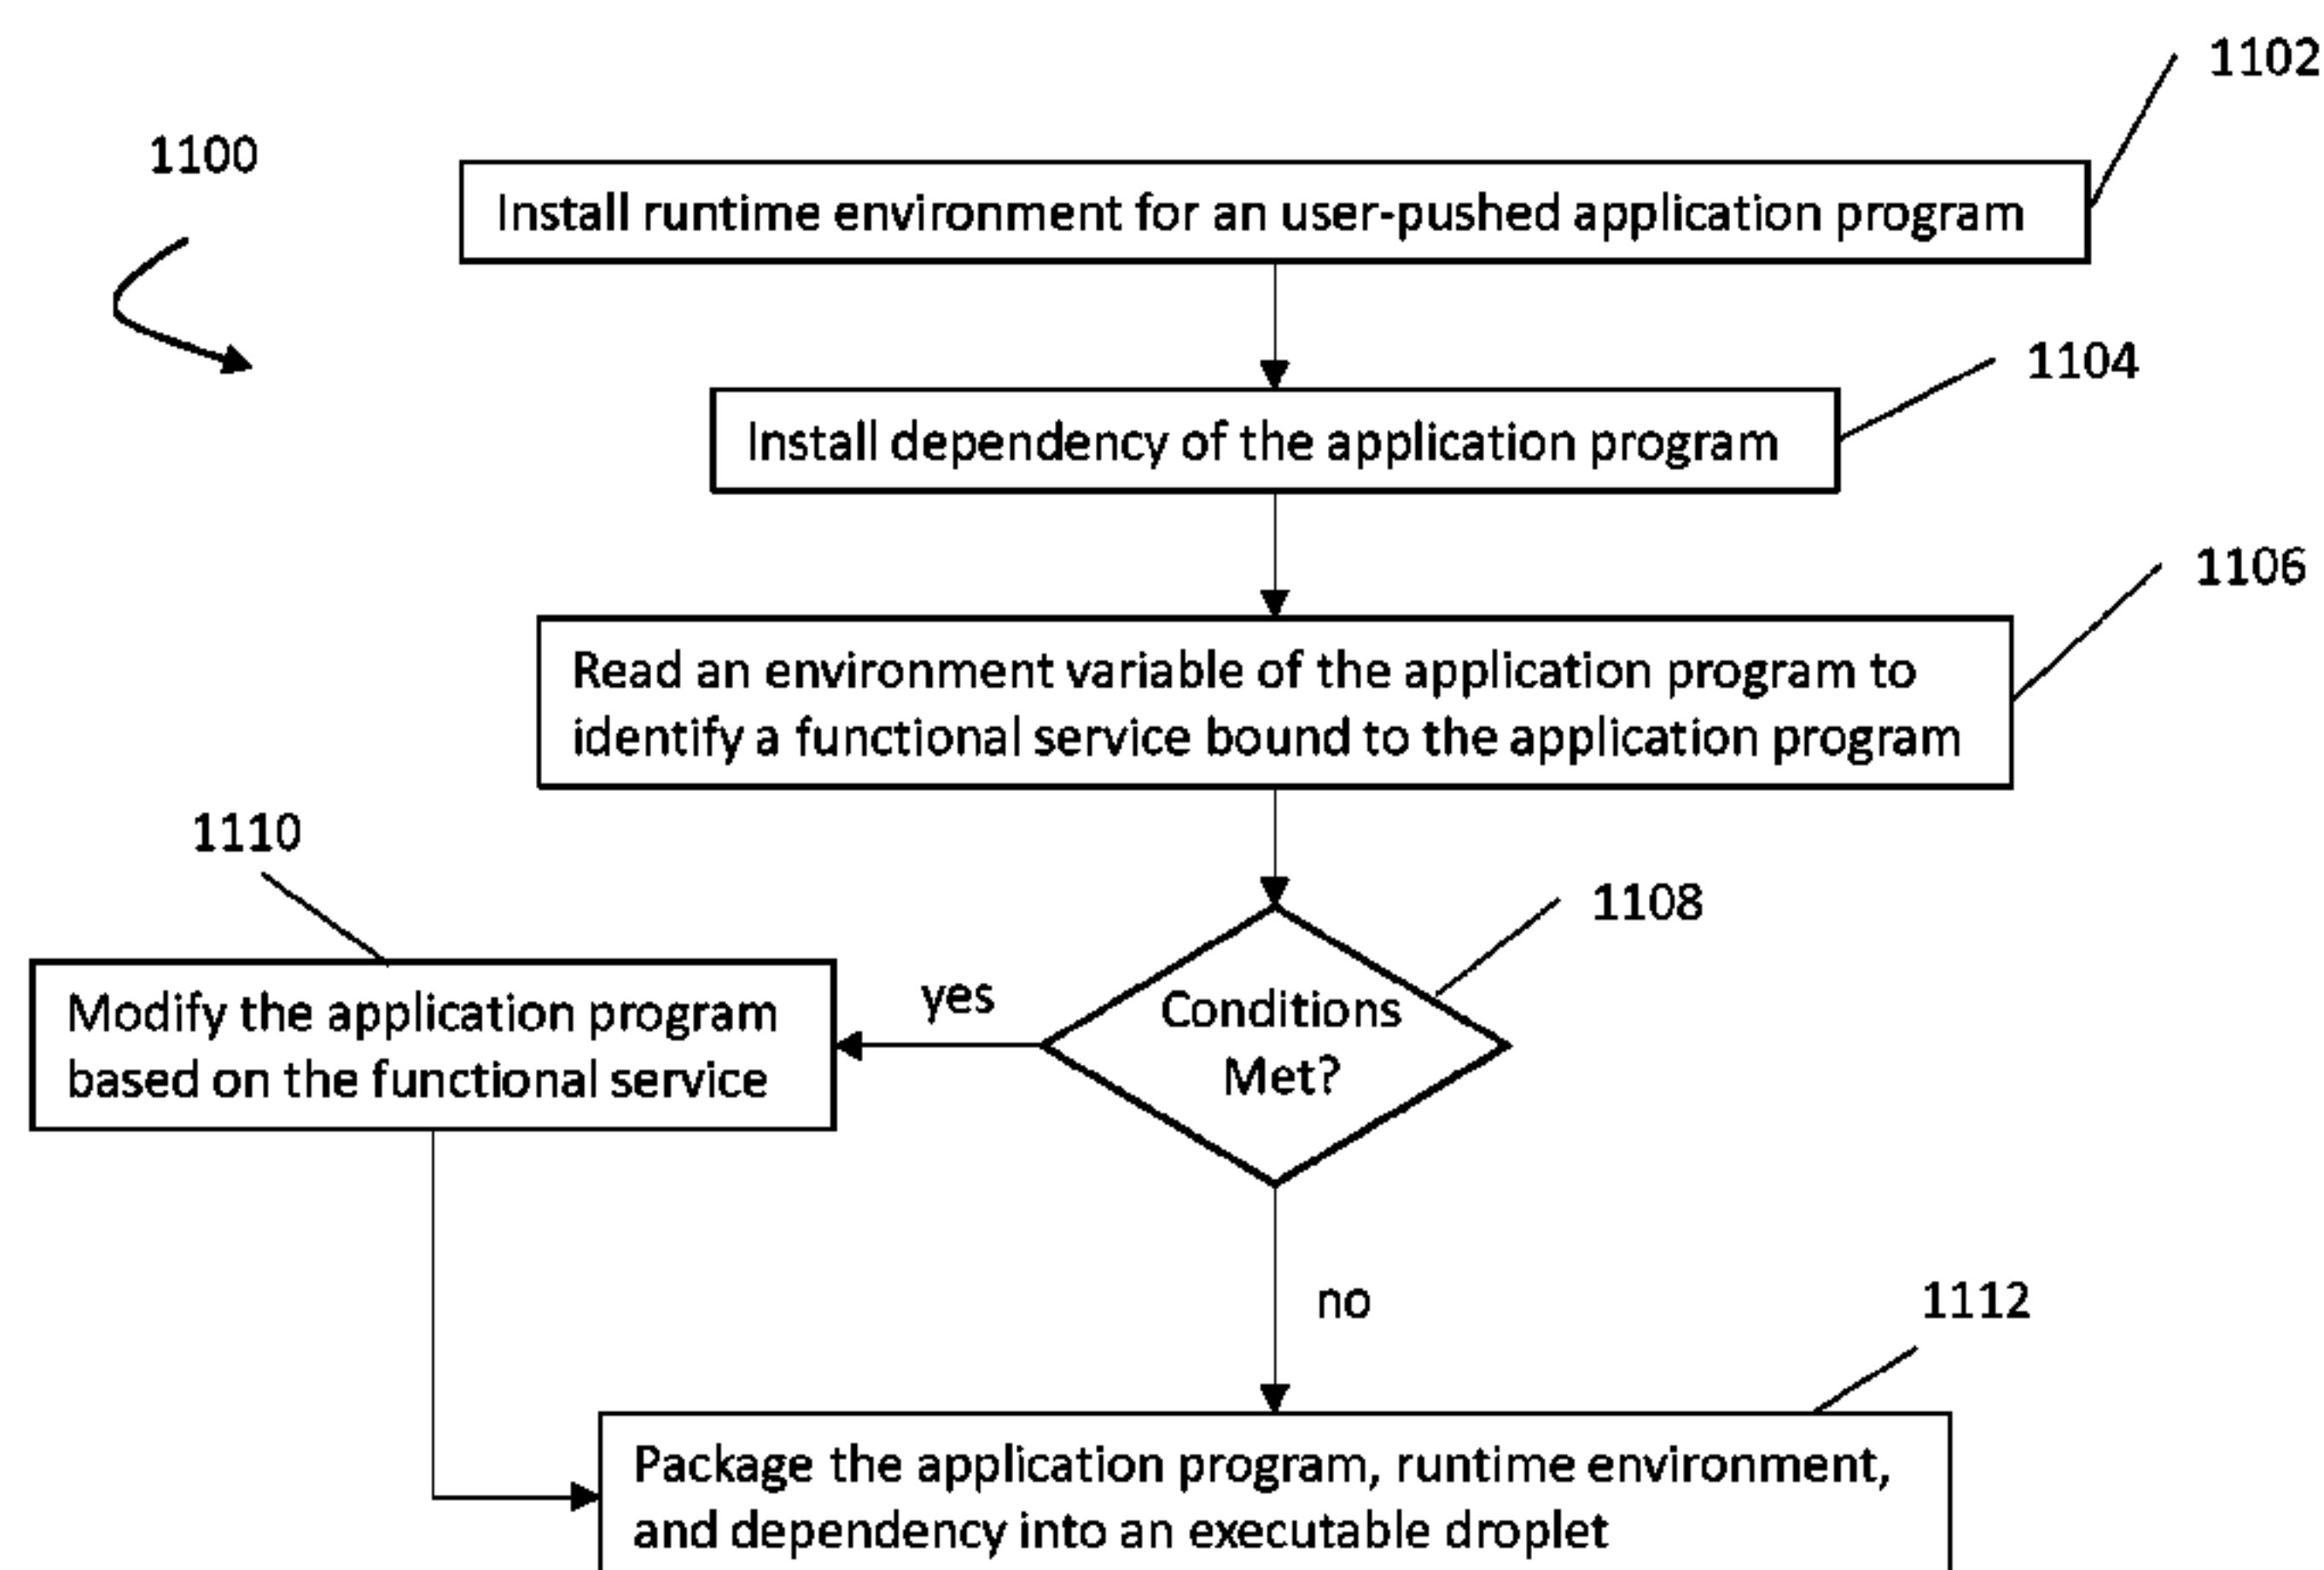 1102
1100
Install runtime environment for an user-pushed application program
1104
Install dependency of the application program
1106
Read an environment variable of the application program to
identify a functional service bound to the application program
1110
1108
Modify the application program
based on the functional service
yes
Conditions
Met?
no
1112
Package the application program, runtime environment,
and dependency into an executable droplet